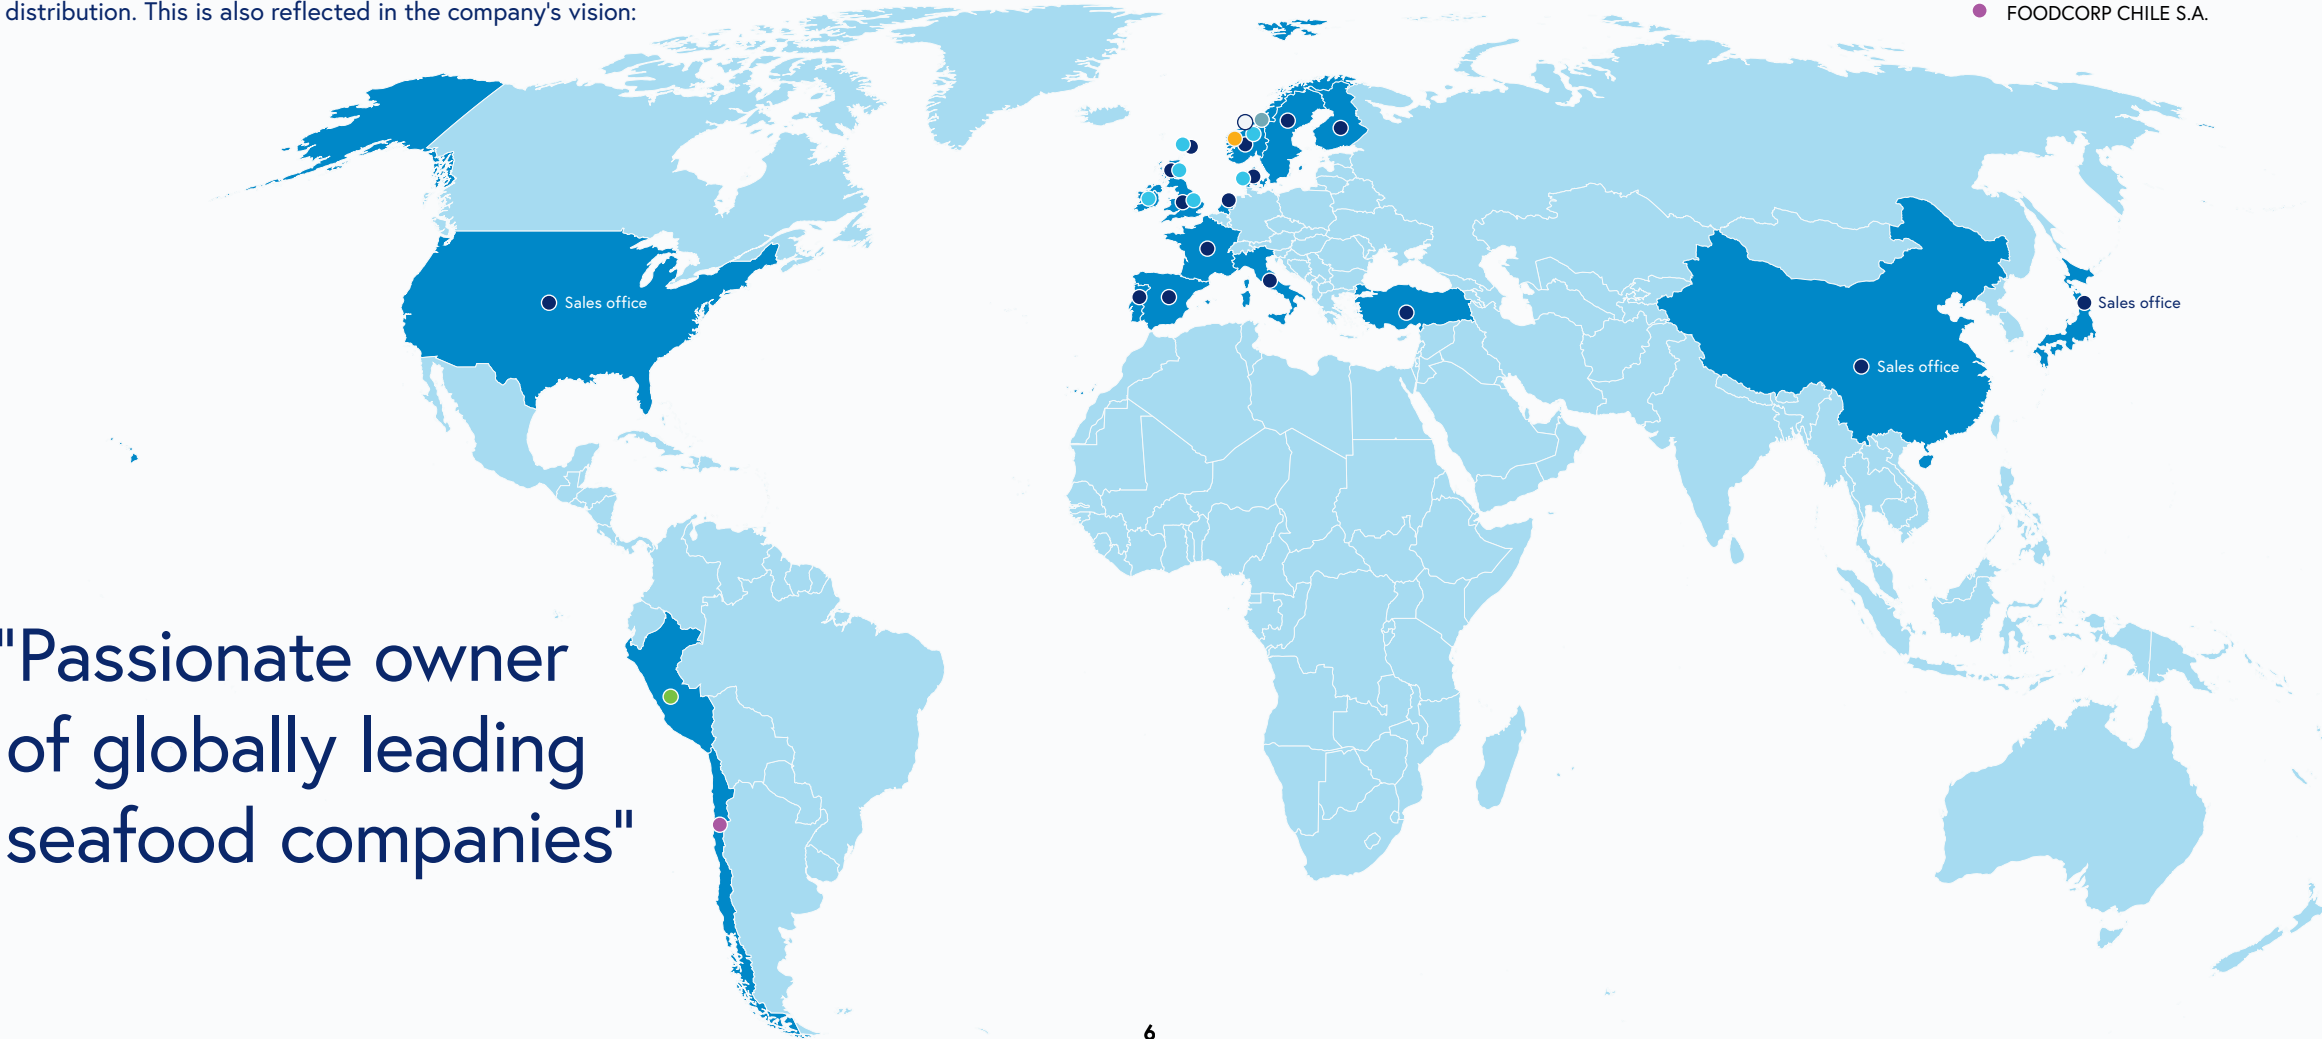 distribution. This is also reflected in the company's vision:
FOODCORP CHILE S.A.
Sales office
Sales office
Sales office
"Passionate owner
of globally leading
seafood companies"
6